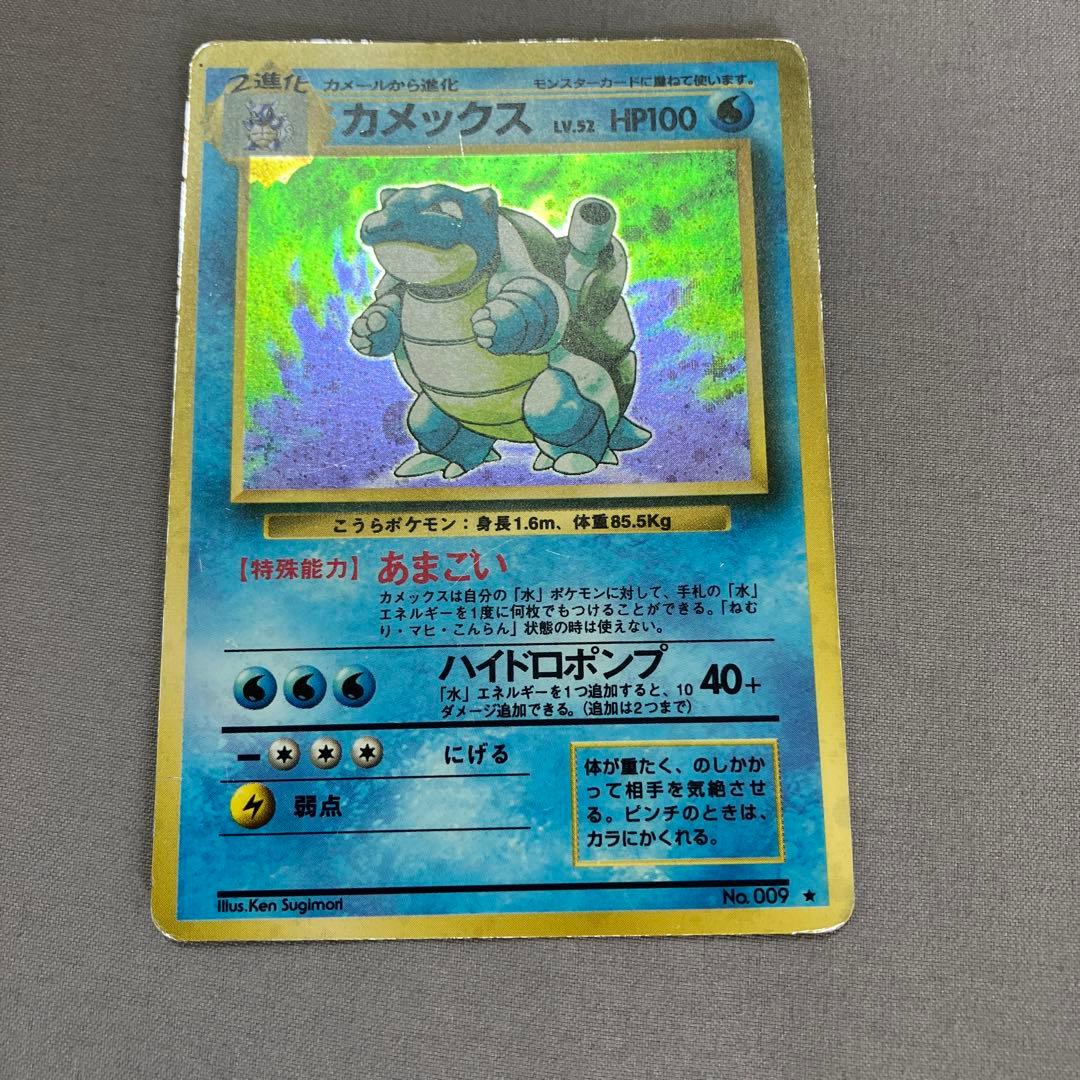 2進化 カメールから進化 モンスターカードに重ねて使います。
カメックス LV.52 HP100
こうらポケモン：身長1.6m、体重85.5Kg
【特殊能力】 あまごい
カメックスは自分の「水」ポケモンに対して、手札の「水」
エネルギーを1度に何枚でもつけることができる。「ねむ
り・マヒ・こんらん」状態の時は使えない。
ハイドロポンプ 40+
「水」エネルギーを1つ追加すると、10
ダメージ追加できる。（追加は2つまで）
にげる
弱点
体が重たく、のしかか
って相手を気絶させ
る。ピンチのときは、
カラにかくれる。
Illus.Ken Sugimori No.009 ★